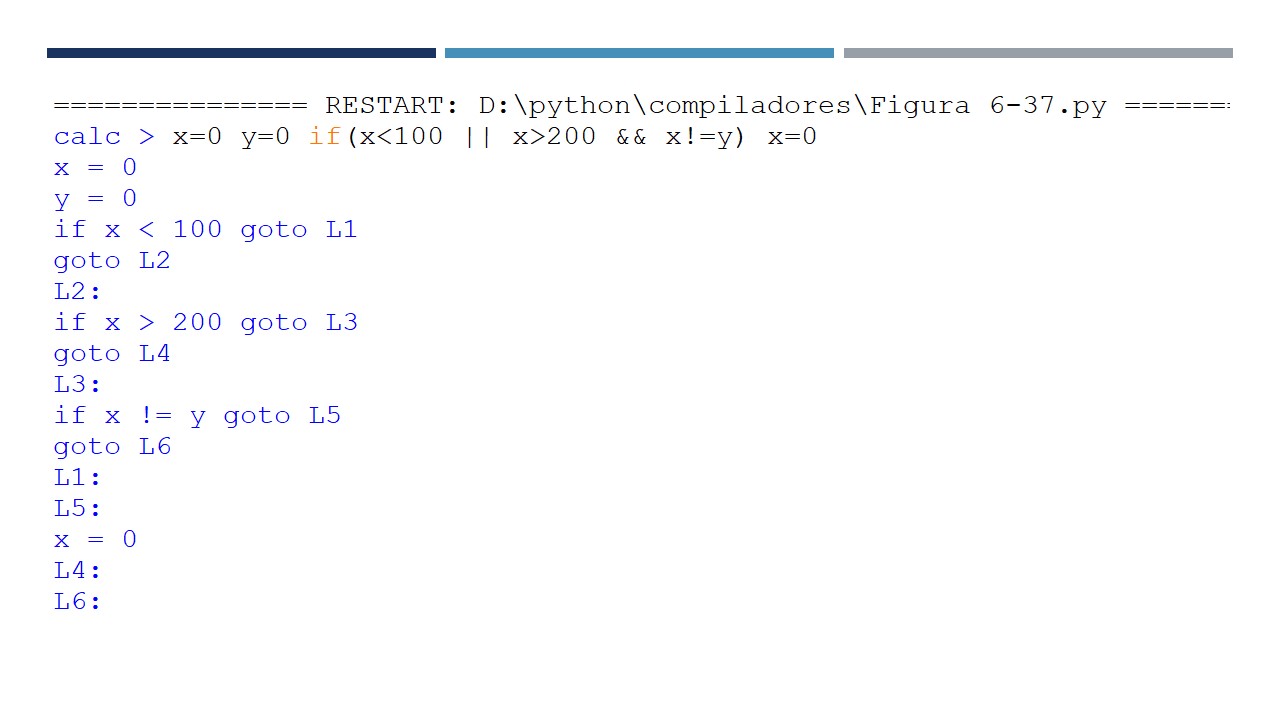 =============== RESTART: D:\python\compiladores\Figura 6-37.py ======
calc > x=0 y=0 if(x<100 || x>200 && x!=y) x=0
x = 0
y = 0
if x < 100 goto L1
goto L2
L2:
if x > 200 goto L3
goto L4
L3:
if x != y goto L5
goto L6
L1:
L5:
x = 0
L4:
L6: